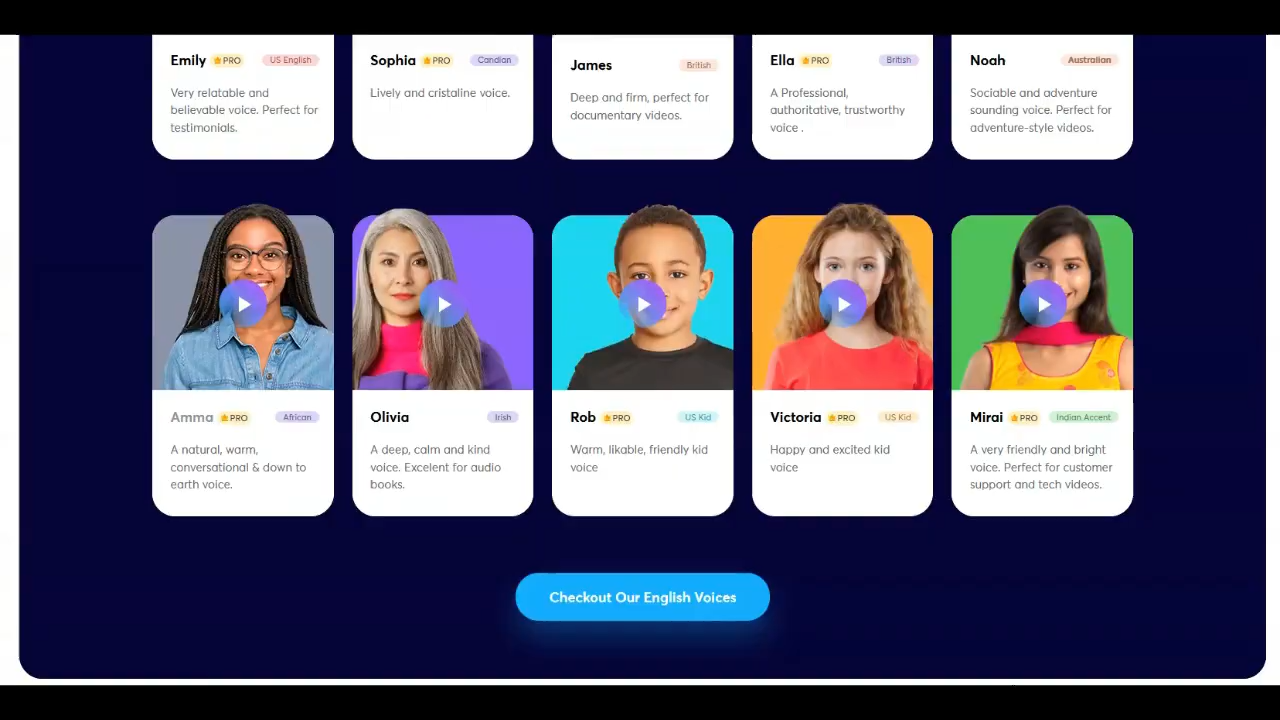 Emily PRO US English
Very relatable and
believable voice. Perfect for
testimonials.
Sophia PRO Candian
Lively and cristaline voice.
James British
Deep and firm, perfect for
documentary videos.
Ella PRO British
A Professional,
authoritative, trustworthy
voice .
Noah Australian
Sociable and adventure
sounding voice. Perfect for
adventure-style videos.
Amma PRO African
A natural, warm,
conversational & down to
earth voice.
Olivia Irish
A deep, calm and kind
voice. Excelent for audio
books.
Rob PRO US Kid
Warm, likable, friendly kid
voice
Victoria PRO US Kid
Happy and excited kid
voice
Mirai PRO Indian Accent
A very friendly and bright
voice. Perfect for customer
support and tech videos.
Checkout Our English Voices